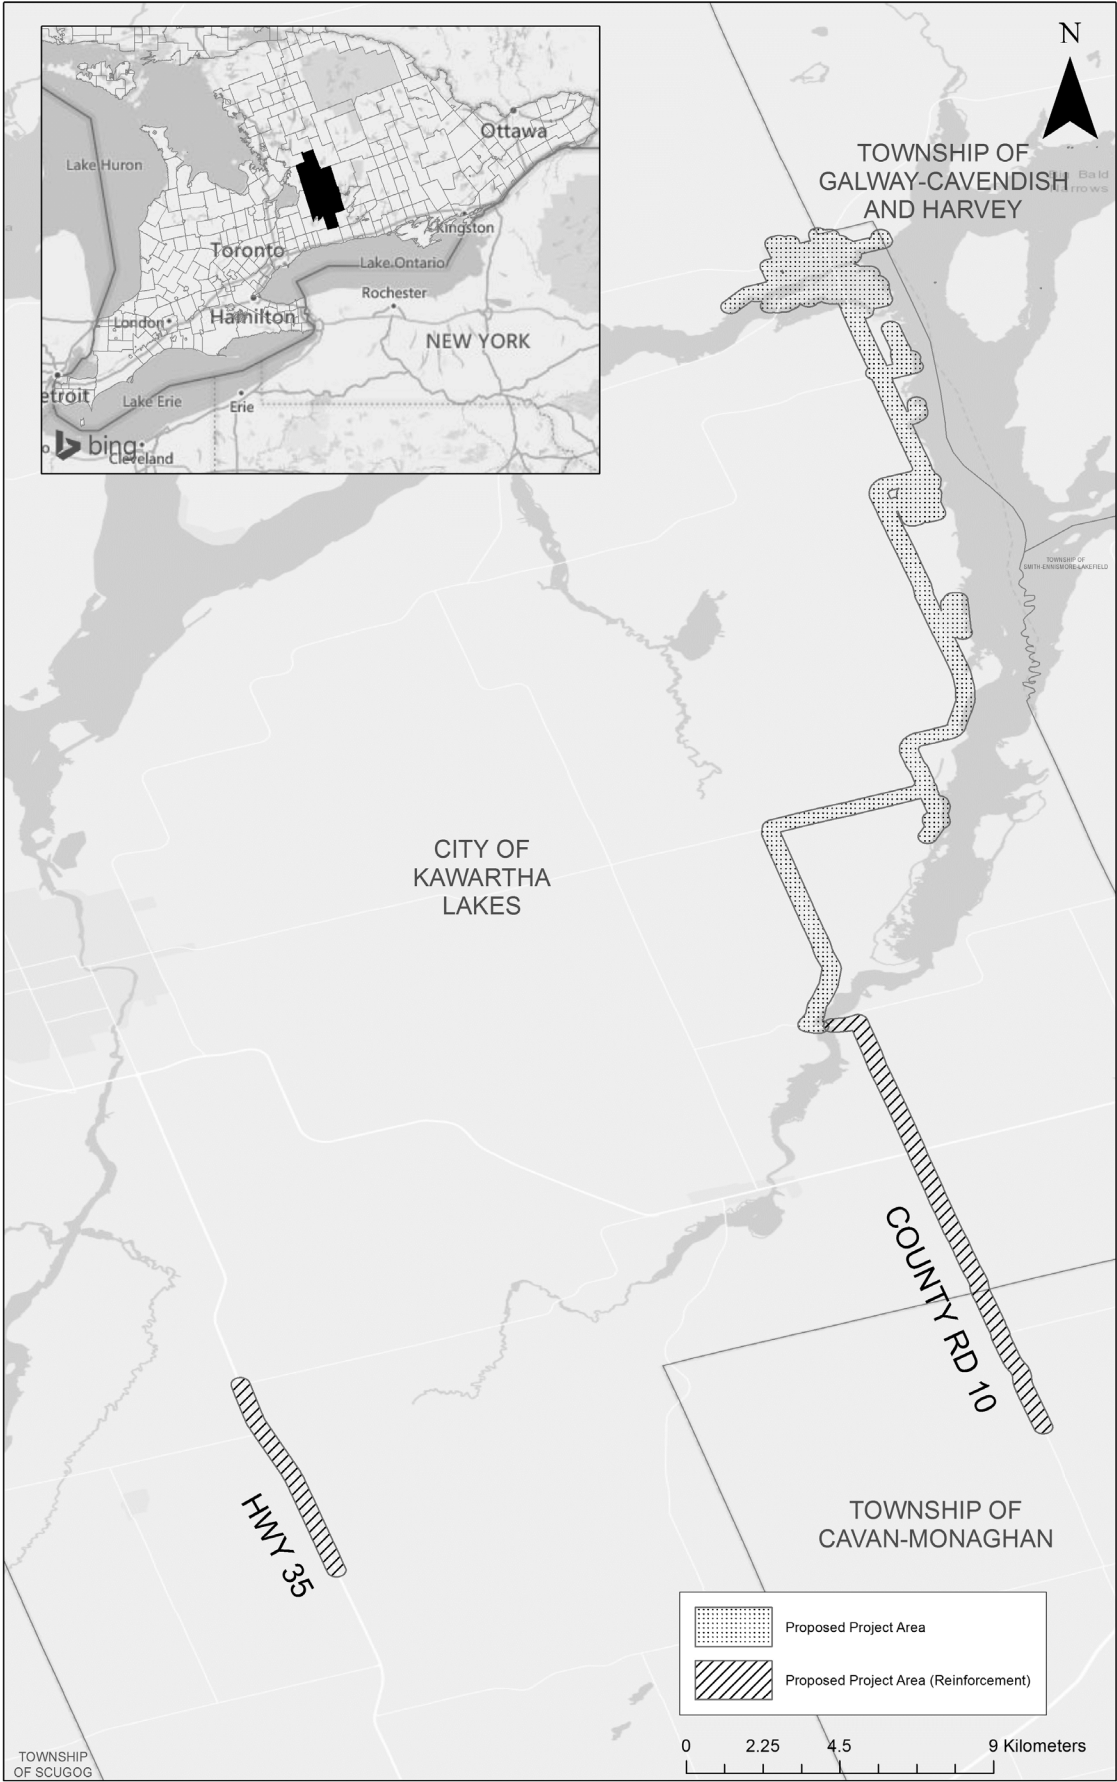 N
Ottawa
Lake Huron
Kingston
Toronto
Lake Ontario
Rochester
Hamilton
London
NEW YORK
etroit
Lake Erie
Erie
bing
Cleveland
TOWNSHIP OF
GALWAY-CAVENDISH
AND HARVEY
Bald
Narrows
TOWNSHIP OF
SMITH-ENNISMORE-LAKEFIELD
CITY OF
KAWARTHA
LAKES
COUNTY RD 10
HWY 35
TOWNSHIP OF
CAVAN-MONAGHAN
Proposed Project Area
Proposed Project Area (Reinforcement)
0 2.25 4.5 9 Kilometers
TOWNSHIP
OF SCUGOG